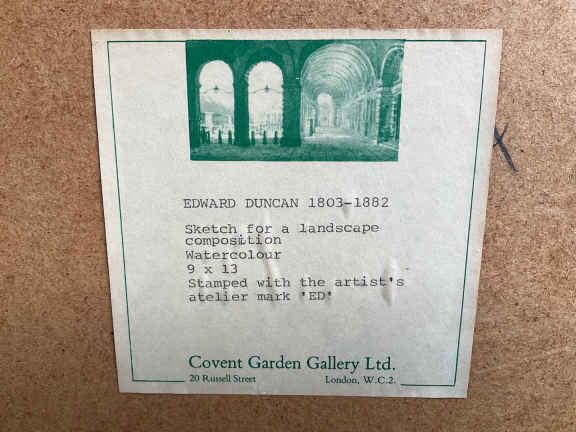 EDWARD DUNCAN 1803-1882
Sketch for a landscape
composition
Watercolour
9 x 13
Stamped with the artist's
atelier mark 'ED'
Covent Garden Gallery Ltd.
20 Russell Street London, W.C.2.